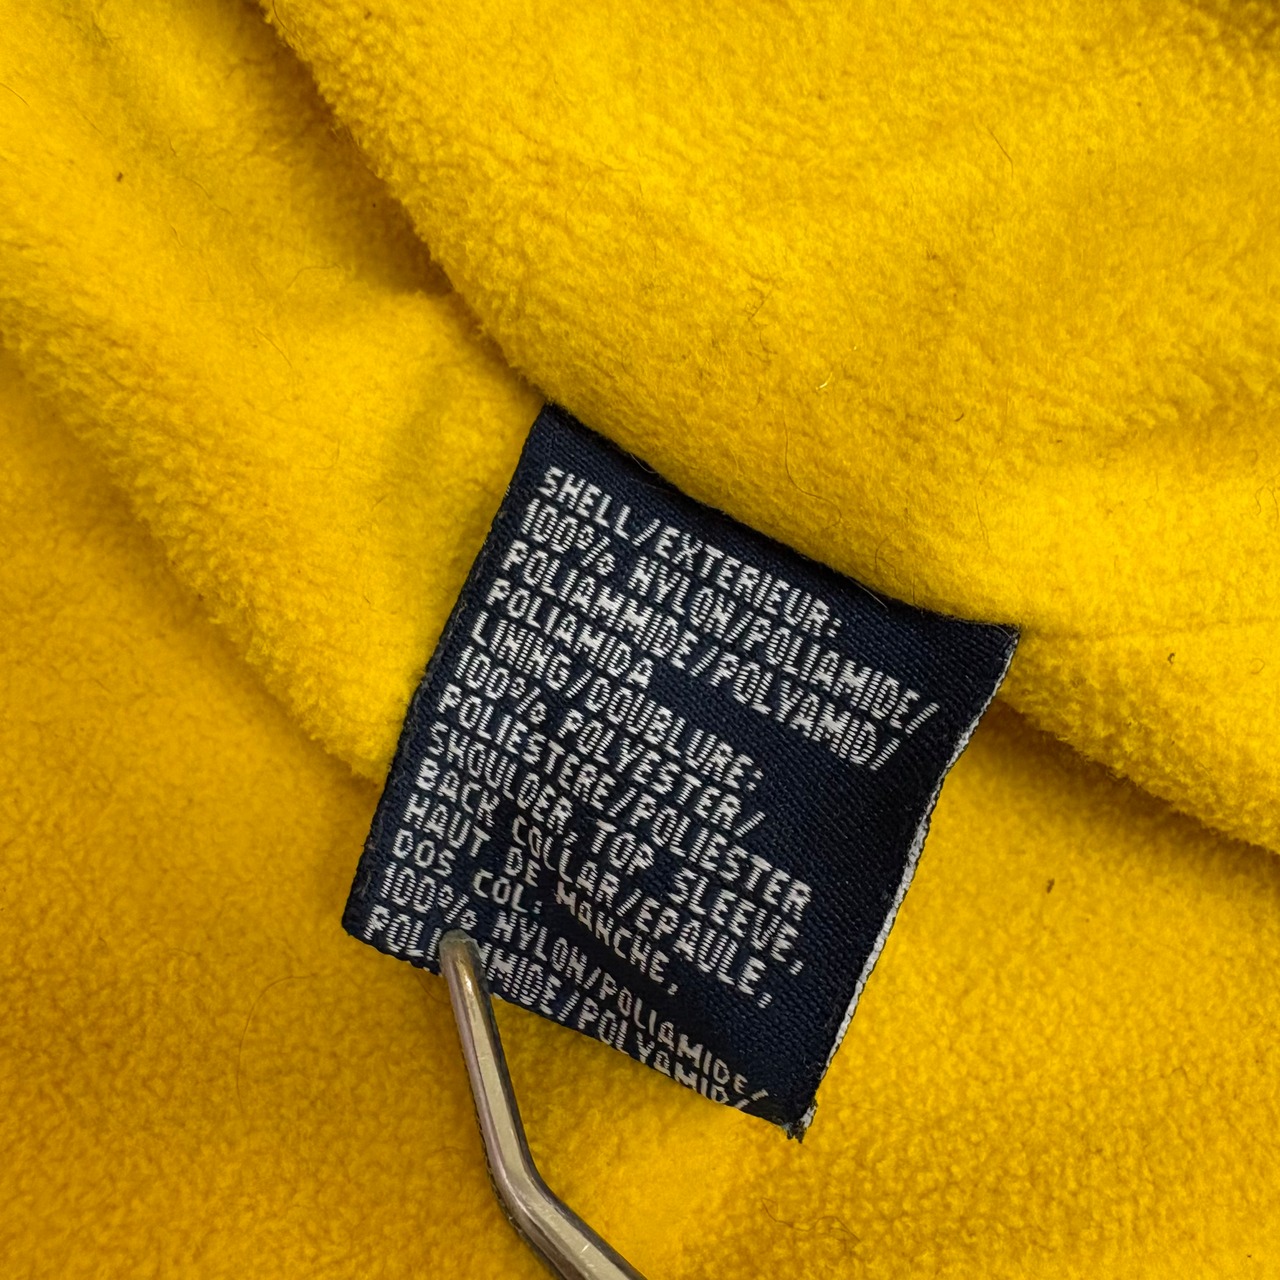 SHELL/EXTERIEUR:
100% NYLON/POLIAMIDE/
POLIAMMIDE/POLYAMID/
POLIAMIDA
LINING/DOUBLURE:
100% POLYESTER/
POLIESTERE/POLIESTER
SHOULDER, TOP SLEEVE,
BACK COLLAR/EPAULE,
HAUT DE MANCHE,
DOS COL:
100% NYLON/POLIAMIDE/
POLIAMMIDE/POLYAMID/